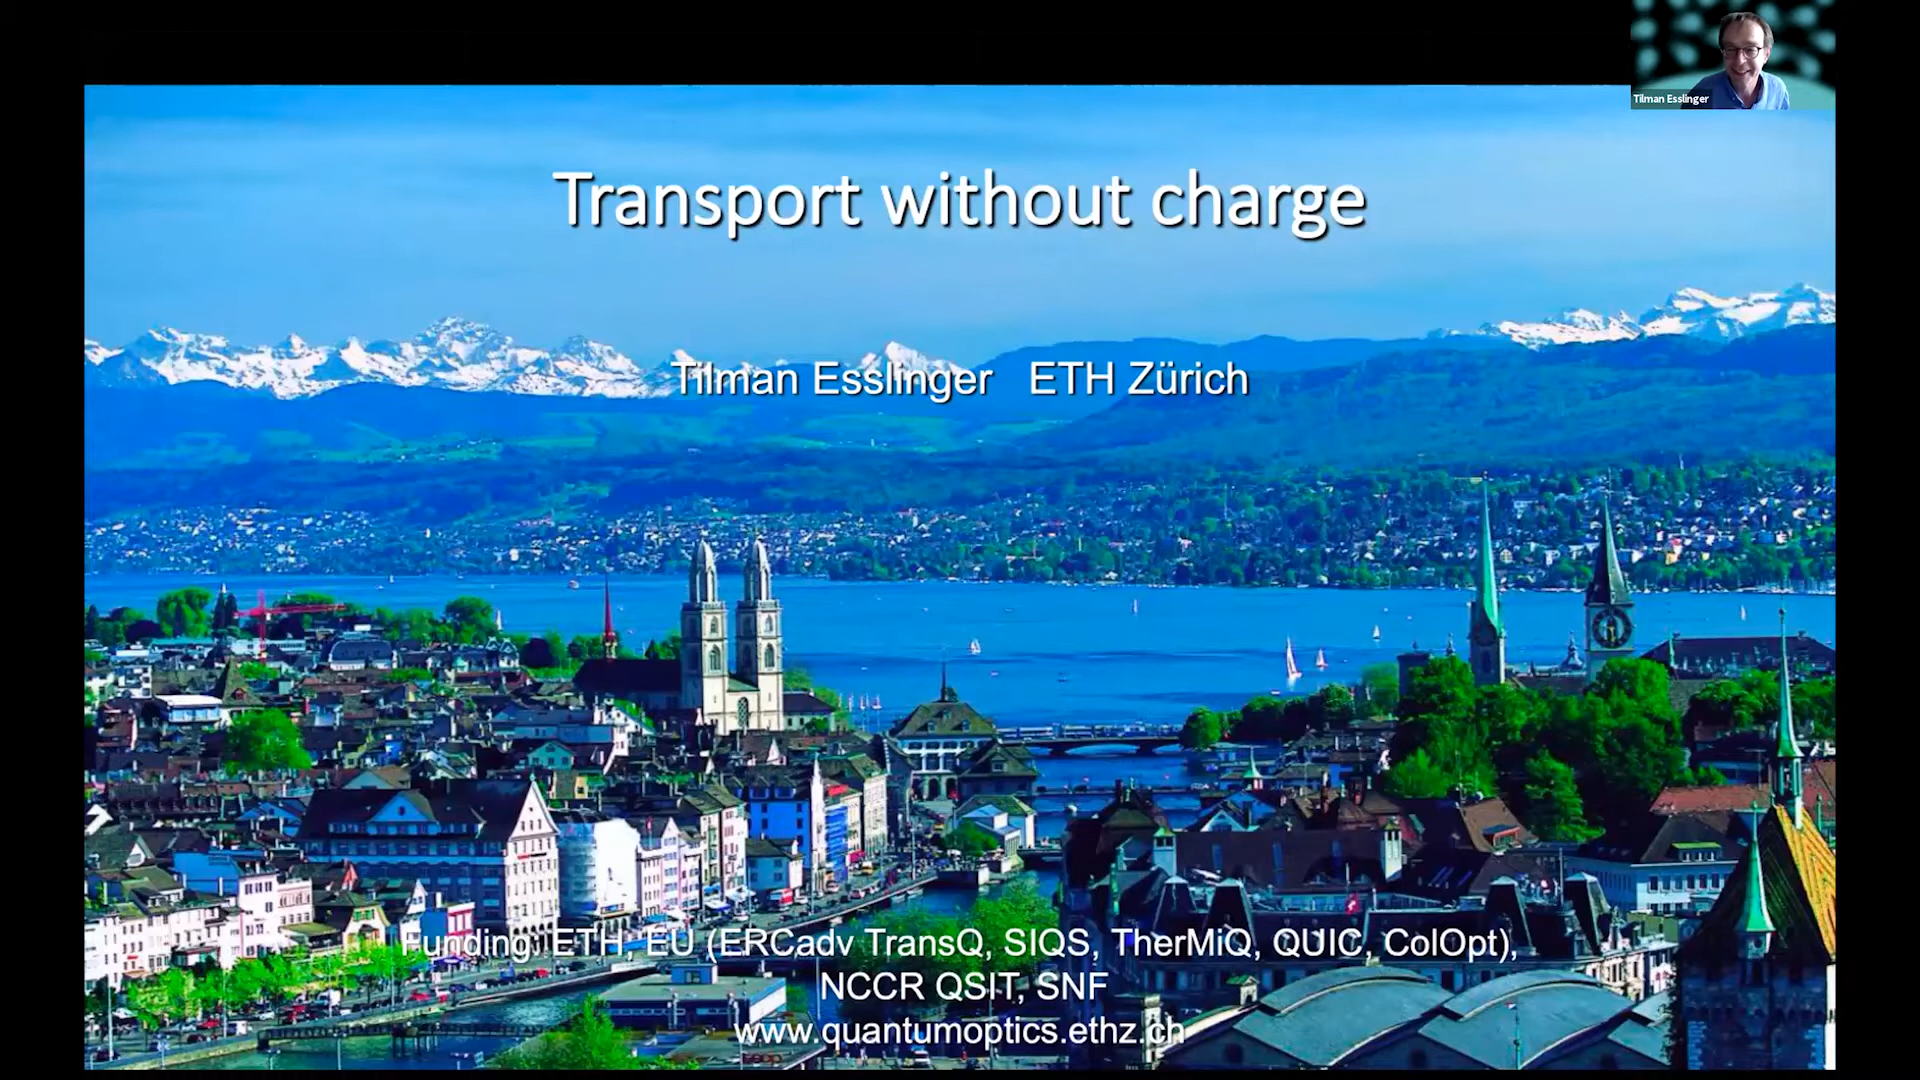 Tilman Esslinger
Transport without charge
Tilman Esslinger ETH Zürich
Funding: ETH, EU (ERCadv TransQ, SIQS, TherMiQ, QUIC, ColOpt),
NCCR QSIT, SNF
www.quantumoptics.ethz.ch